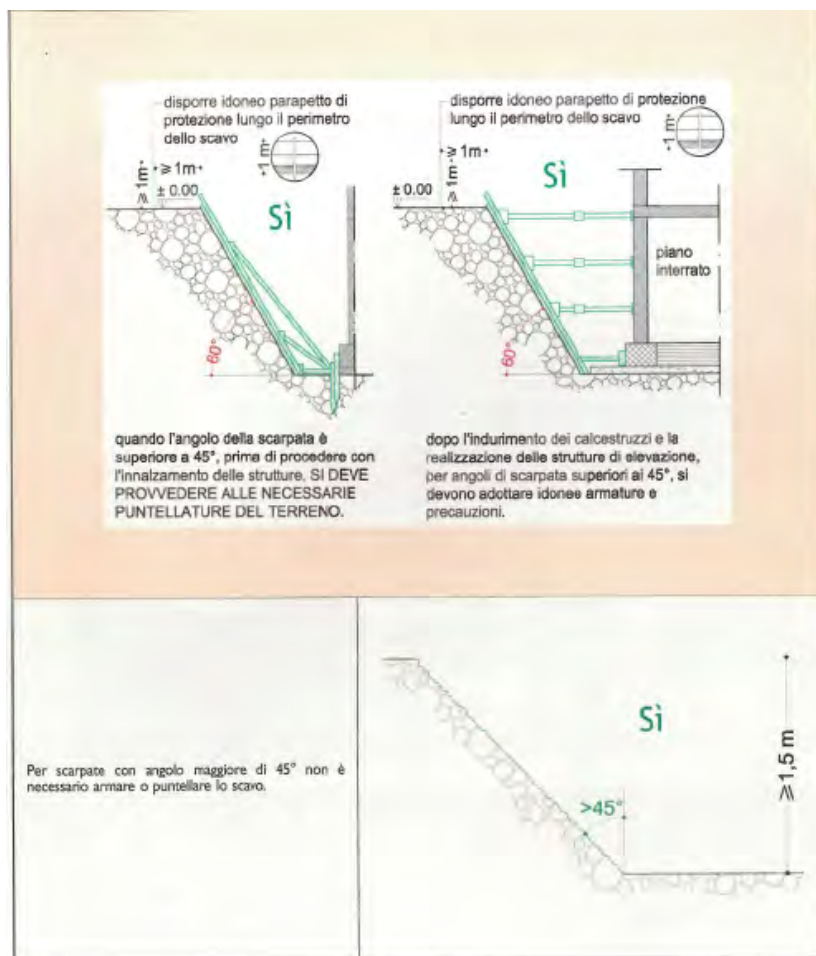 disporre idoneo parapetto di
protezione lungo il perimetro
dello scavo
≥ 1m
≥ 1m
1 m
± 0.00
Sì
60°
quando l'angolo della scarpata è
superiore a 45°, prima di procedere con
l'innalzamento delle strutture, SI DEVE
PROVVEDERE ALLE NECESSARIE
PUNTELLATURE DEL TERRENO.
disporre idoneo parapetto di protezione
lungo il perimetro dello scavo
≥ 1m
≥ 1m
1 m
± 0.00
Sì
piano
interrato
60°
dopo l'indurimento dei calcestruzzi e la
realizzazione delle strutture di elevazione,
per angoli di scarpata superiori ai 45°, si
devono adottare idonee armature e
precauzioni.
Per scarpate con angolo maggiore di 45° non è
necessario armare o puntellare lo scavo.
Sì
>45°
≥1,5 m